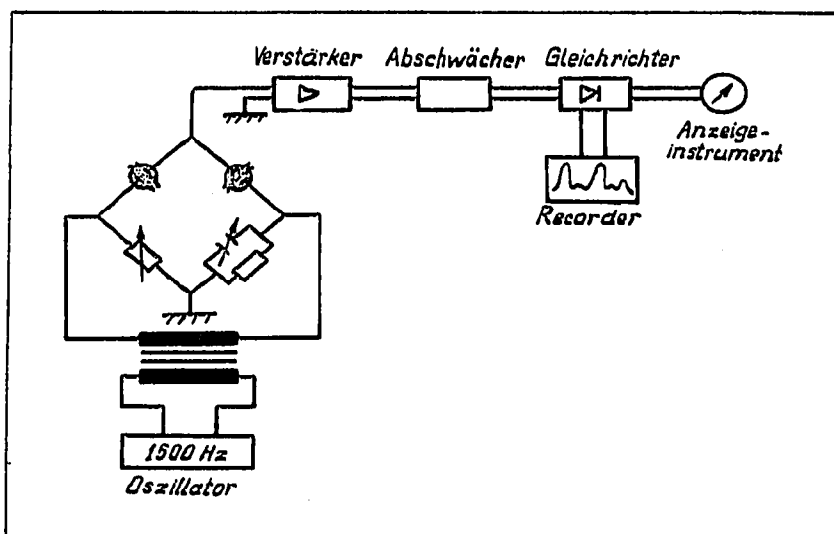 Verstärker Abschwächer Gleichrichter
Anzeige-
instrument
Recorder
1500 Hz
Oszillator